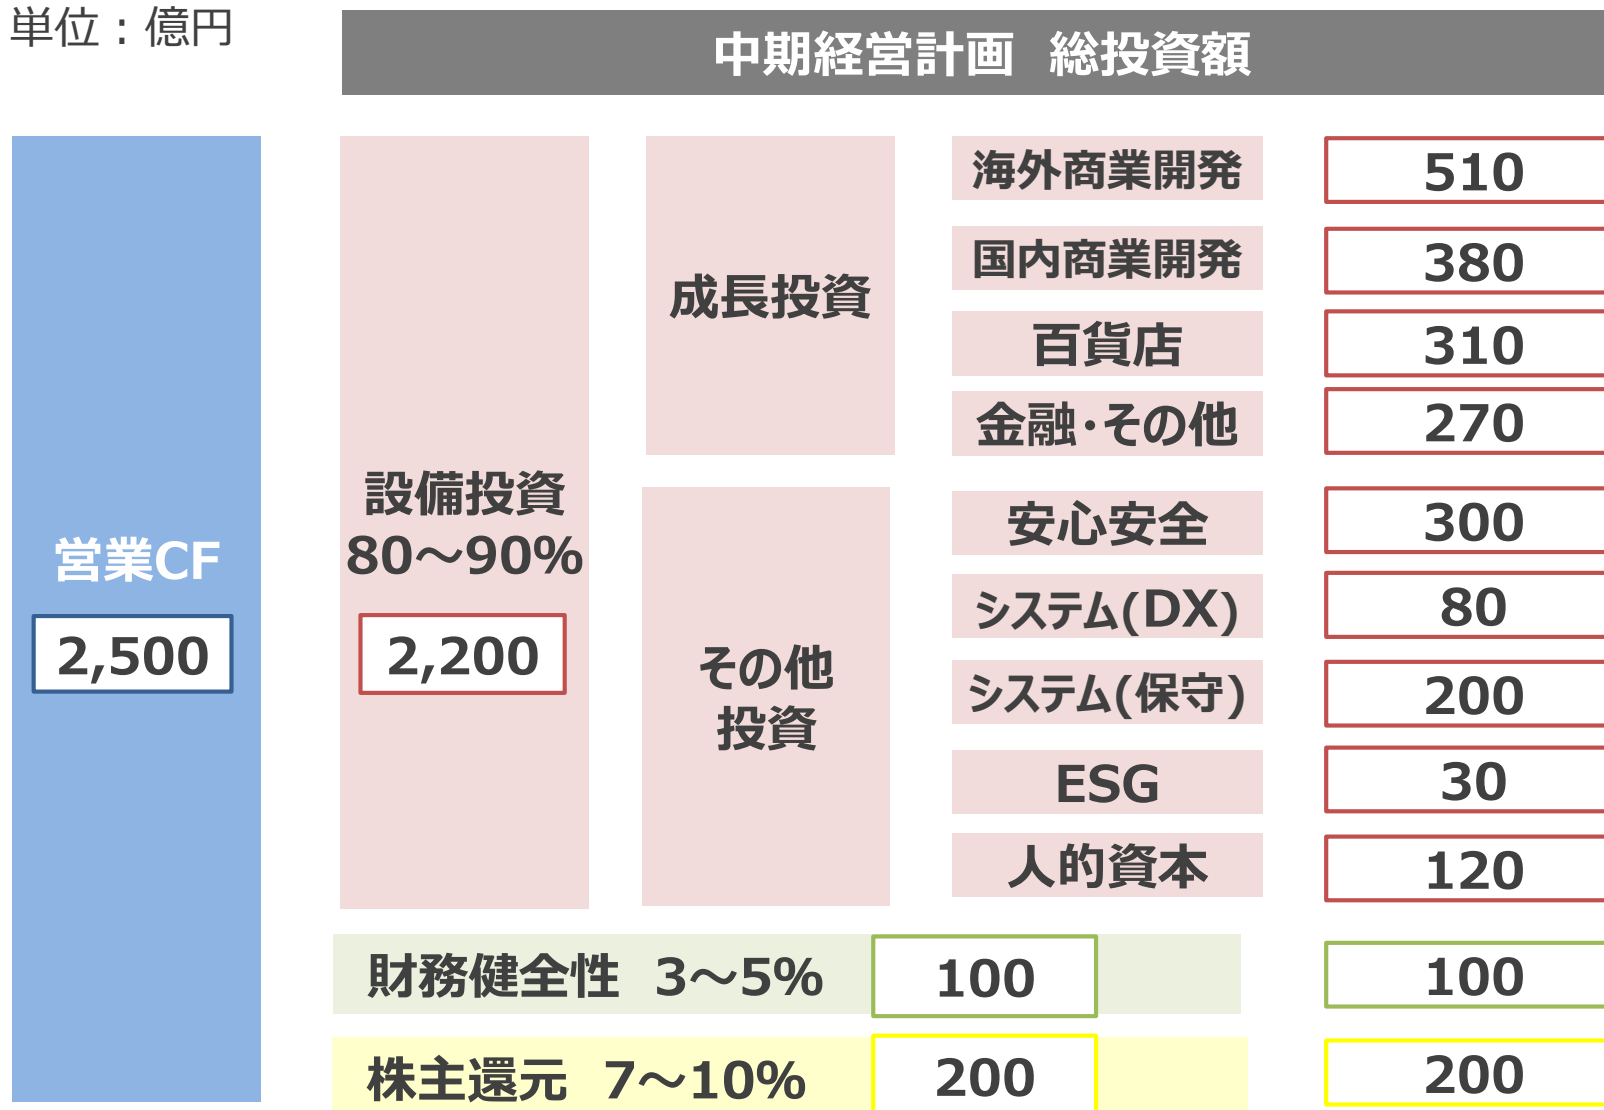 単位：億円
中期経営計画　総投資額
営業CF
2,500
設備投資
80～90%
2,200
成長投資
海外商業開発
510
国内商業開発
380
百貨店
310
金融・その他
270
その他
投資
安心安全
300
システム(DX)
80
システム(保守)
200
ESG
30
人的資本
120
財務健全性　3～5%
100
100
株主還元　7～10%
200
200